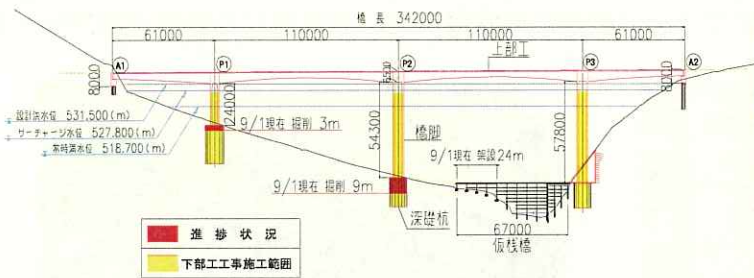 橋長 342000
61000 110000 110000 61000
A1 P1 P2 P3 A2
上部工
8000
8000
24000
設計洪水位 531,500(m)
サーチャージ水位 527.800(m)
常時満水位 518.700(m)
9/1現在 掘削 3m
54300
橋脚
57800
9/1現在 架設24m
9/1現在 掘削 9m
深礎杭
67000
仮桟橋
進捗状況
下部工工事施工範囲